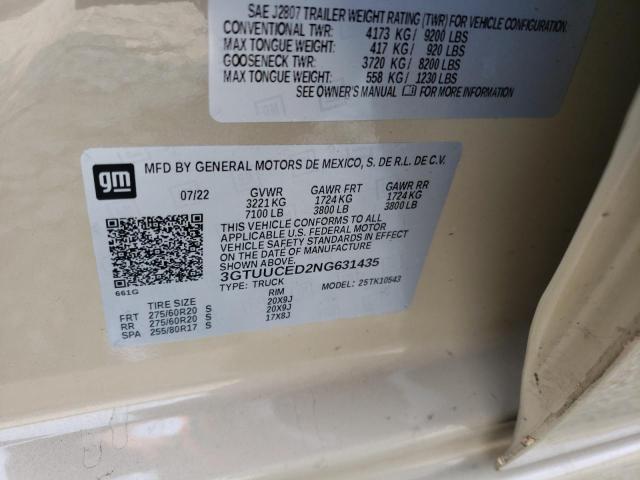 SAE J2807 TRAILER WEIGHT RATING (TWR) FOR VEHICLE CONFIGURATION.
CONVENTIONAL TWR: 4173 KG / 9200 LBS
MAX TONGUE WEIGHT: 417 KG / 920 LBS
GOOSENECK TWR: 3720 KG / 8200 LBS
MAX TONGUE WEIGHT: 558 KG / 1230 LBS
SEE OWNER'S MANUAL FOR MORE INFORMATION
gm
MFD BY GENERAL MOTORS DE MEXICO, S. DE R.L. DE C.V.
07/22 GVWR GAWR FRT GAWR RR
3221 KG 1724 KG 1724 KG
7100 LB 3800 LB 3800 LB
THIS VEHICLE CONFORMS TO ALL
APPLICABLE U.S. FEDERAL MOTOR
VEHICLE SAFETY STANDARDS IN EFFECT
ON THE DATE OF MANUFACTURE
SHOWN ABOVE.
3GTUUCED2NG631435
661G
TYPE: TRUCK MODEL: 25TK10543
TIRE SIZE RIM
FRT 275/60R20 S 20X9J
RR 275/60R20 S 20X9J
SPA 255/80R17 S 17X8J